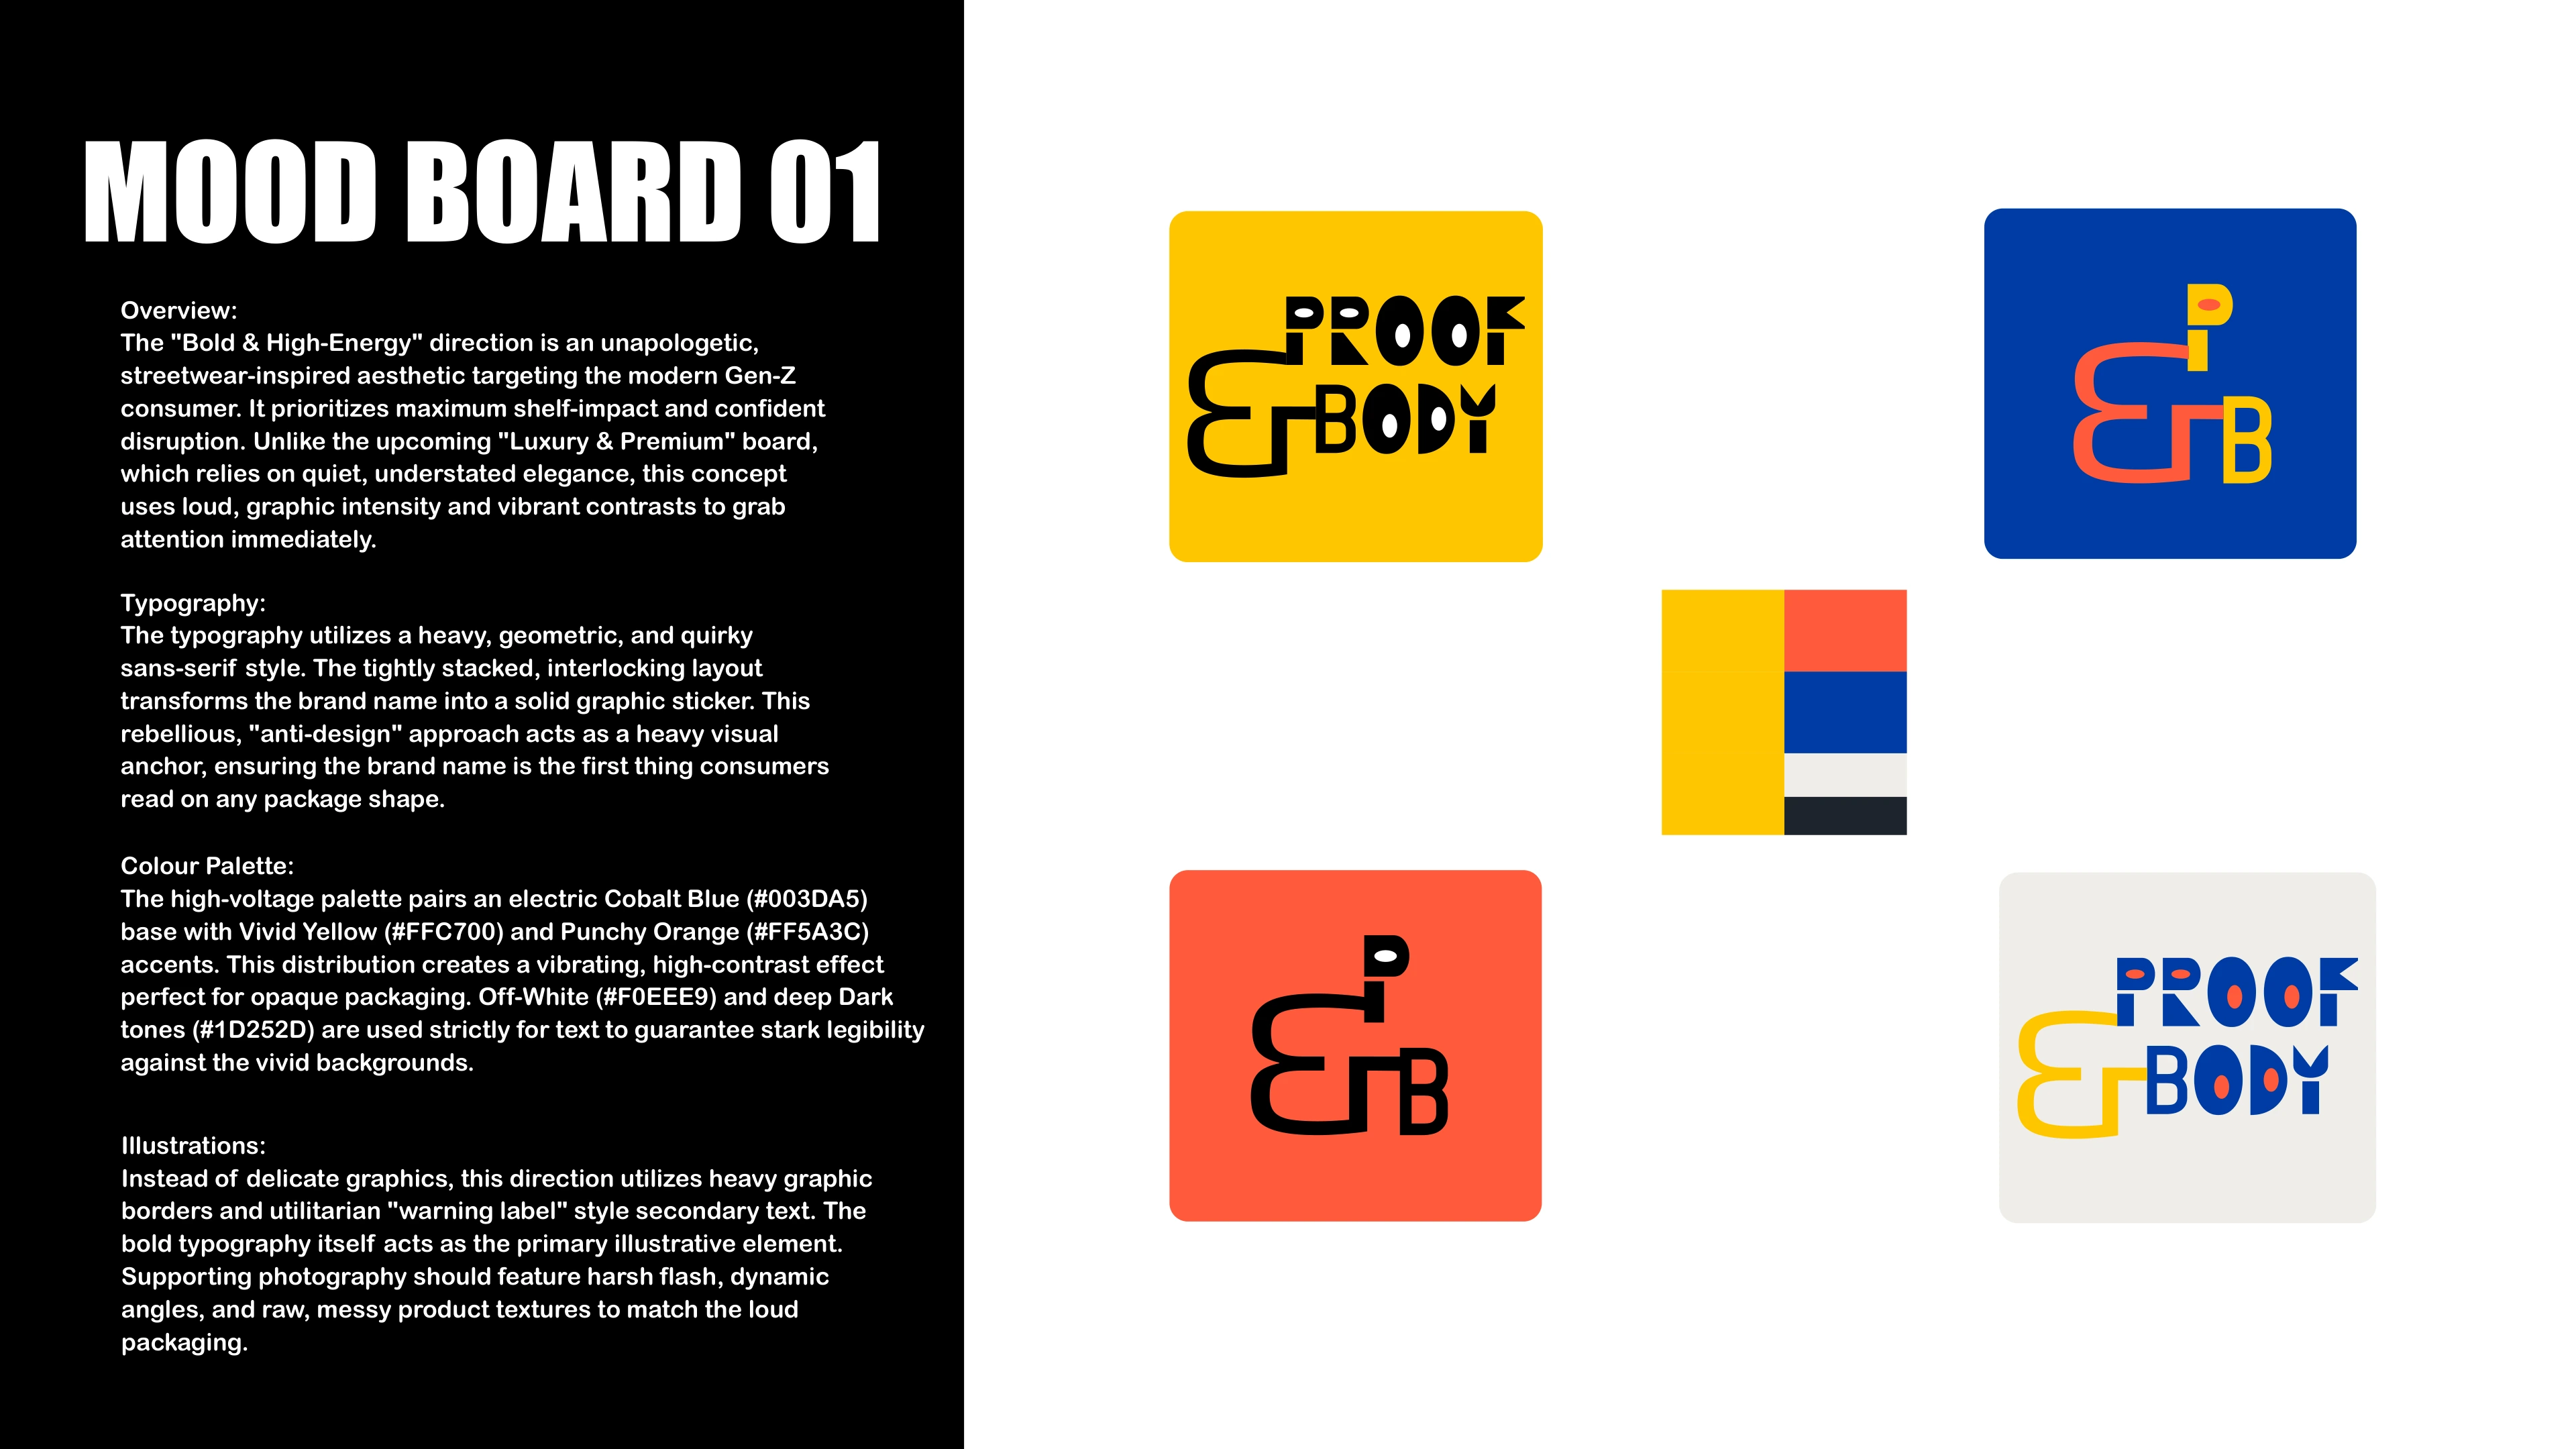 MOOD BOARD 01
Overview:
The "Bold & High-Energy" direction is an unapologetic,
streetwear-inspired aesthetic targeting the modern Gen-Z
consumer. It prioritizes maximum shelf-impact and confident
disruption. Unlike the upcoming "Luxury & Premium" board,
which relies on quiet, understated elegance, this concept
uses loud, graphic intensity and vibrant contrasts to grab
attention immediately.
Typography:
The typography utilizes a heavy, geometric, and quirky
sans-serif style. The tightly stacked, interlocking layout
transforms the brand name into a solid graphic sticker. This
rebellious, "anti-design" approach acts as a heavy visual
anchor, ensuring the brand name is the first thing consumers
read on any package shape.
Colour Palette:
The high-voltage palette pairs an electric Cobalt Blue (#003DA5)
base with Vivid Yellow (#FFC700) and Punchy Orange (#FF5A3C)
accents. This distribution creates a vibrating, high-contrast effect
perfect for opaque packaging. Off-White (#F0EEE9) and deep Dark
tones (#1D252D) are used strictly for text to guarantee stark legibility
against the vivid backgrounds.
Illustrations:
Instead of delicate graphics, this direction utilizes heavy graphic
borders and utilitarian "warning label" style secondary text. The
bold typography itself acts as the primary illustrative element.
Supporting photography should feature harsh flash, dynamic
angles, and raw, messy product textures to match the loud
packaging.
PROOF
& BODY
P
& B
P
& B
PROOF
& BODY